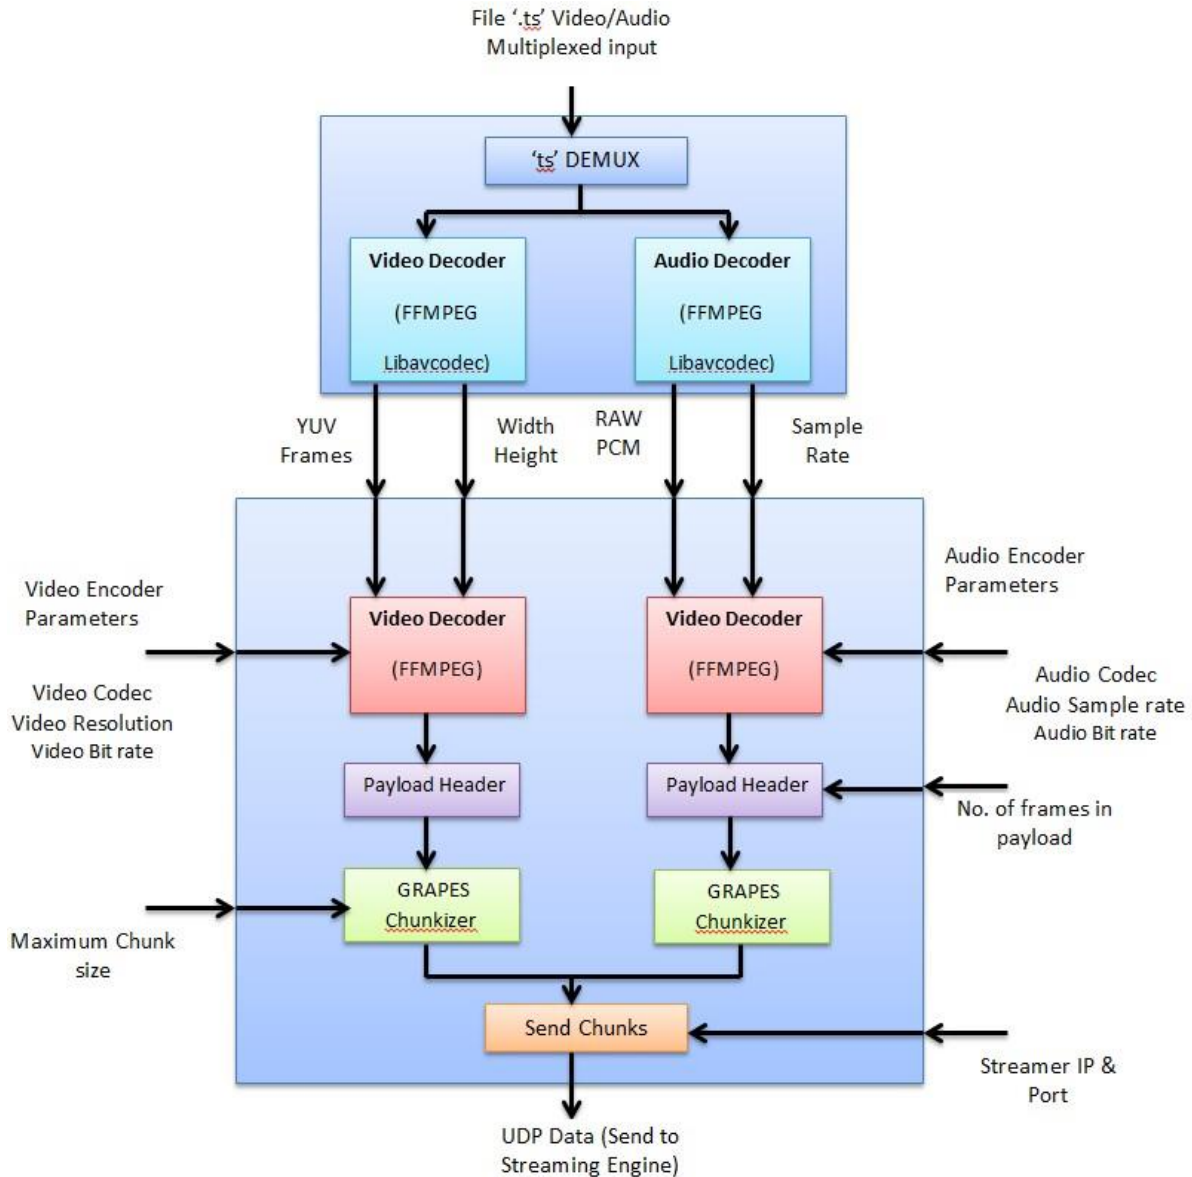 File ‘.ts’ Video/Audio
Multiplexed input
‘ts’ DEMUX
Video Decoder
(FFMPEG
Libavcodec)
Audio Decoder
(FFMPEG
Libavcodec)
YUV
Frames
Width
Height
RAW
PCM
Sample
Rate
Video Encoder
Parameters
Video Codec
Video Resolution
Video Bit rate
Video Decoder
(FFMPEG)
Video Decoder
(FFMPEG)
Audio Encoder
Parameters
Audio Codec
Audio Sample rate
Audio Bit rate
Payload Header
Payload Header
No. of frames in
payload
GRAPES
Chunkizer
GRAPES
Chunkizer
Maximum Chunk
size
Send Chunks
Streamer IP &
Port
UDP Data (Send to
Streaming Engine)